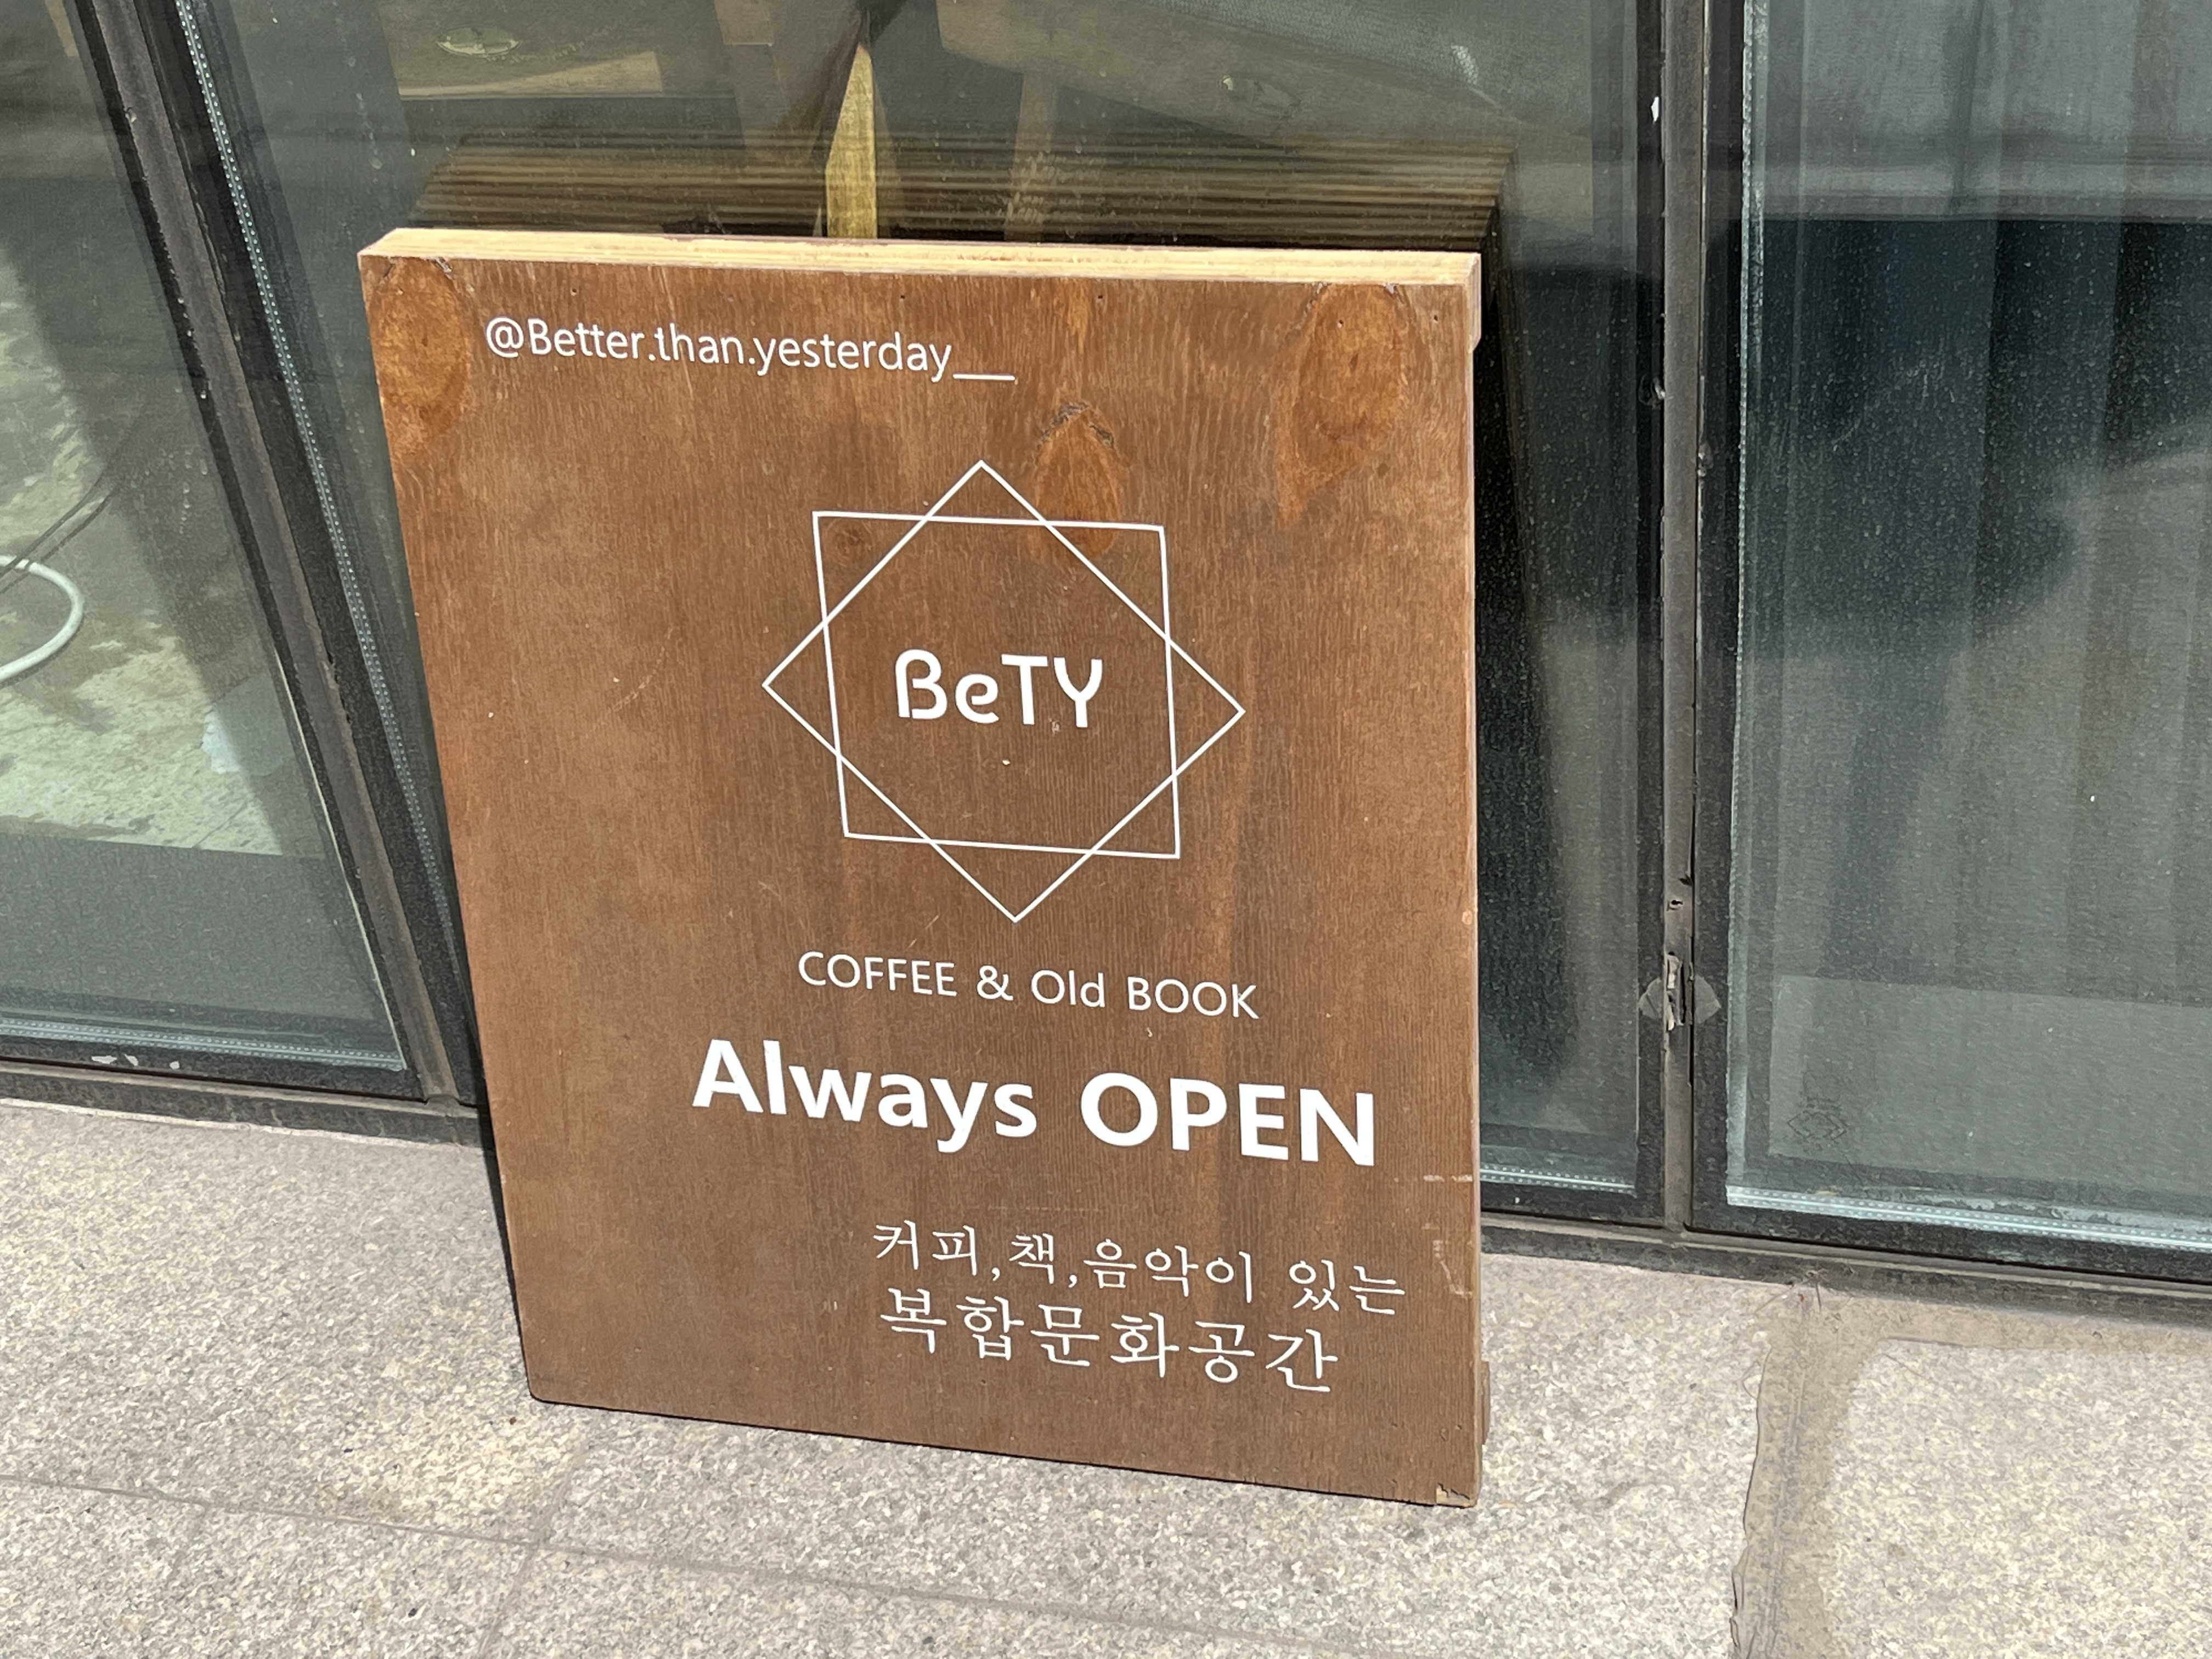 @Better.than.yesterday__
BeTY
COFFEE & Old BOOK
Always OPEN
커피,책,음악이 있는
복합문화공간